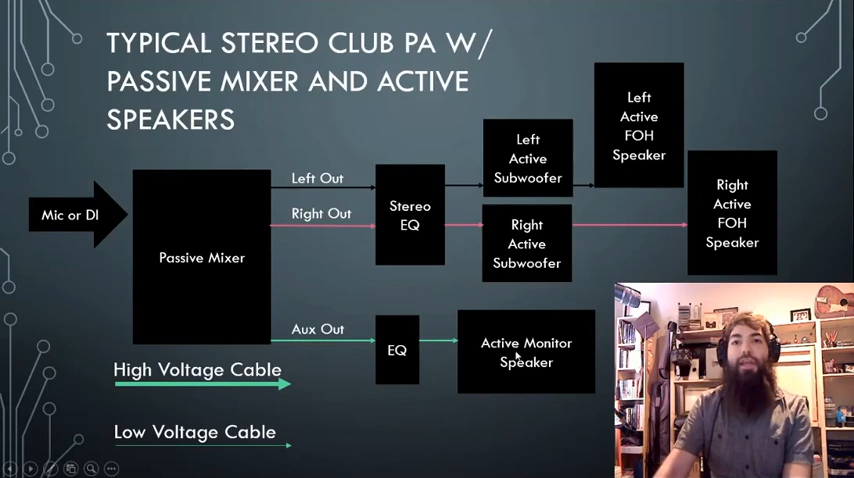 TYPICAL STEREO CLUB PA W/
PASSIVE MIXER AND ACTIVE
SPEAKERS
Mic or DI
Passive Mixer
Left Out
Right Out
Stereo
EQ
Left
Active
Subwoofer
Left
Active
FOH
Speaker
Right
Active
Subwoofer
Right
Active
FOH
Speaker
Aux Out
EQ
Active Monitor
Speaker
High Voltage Cable
Low Voltage Cable